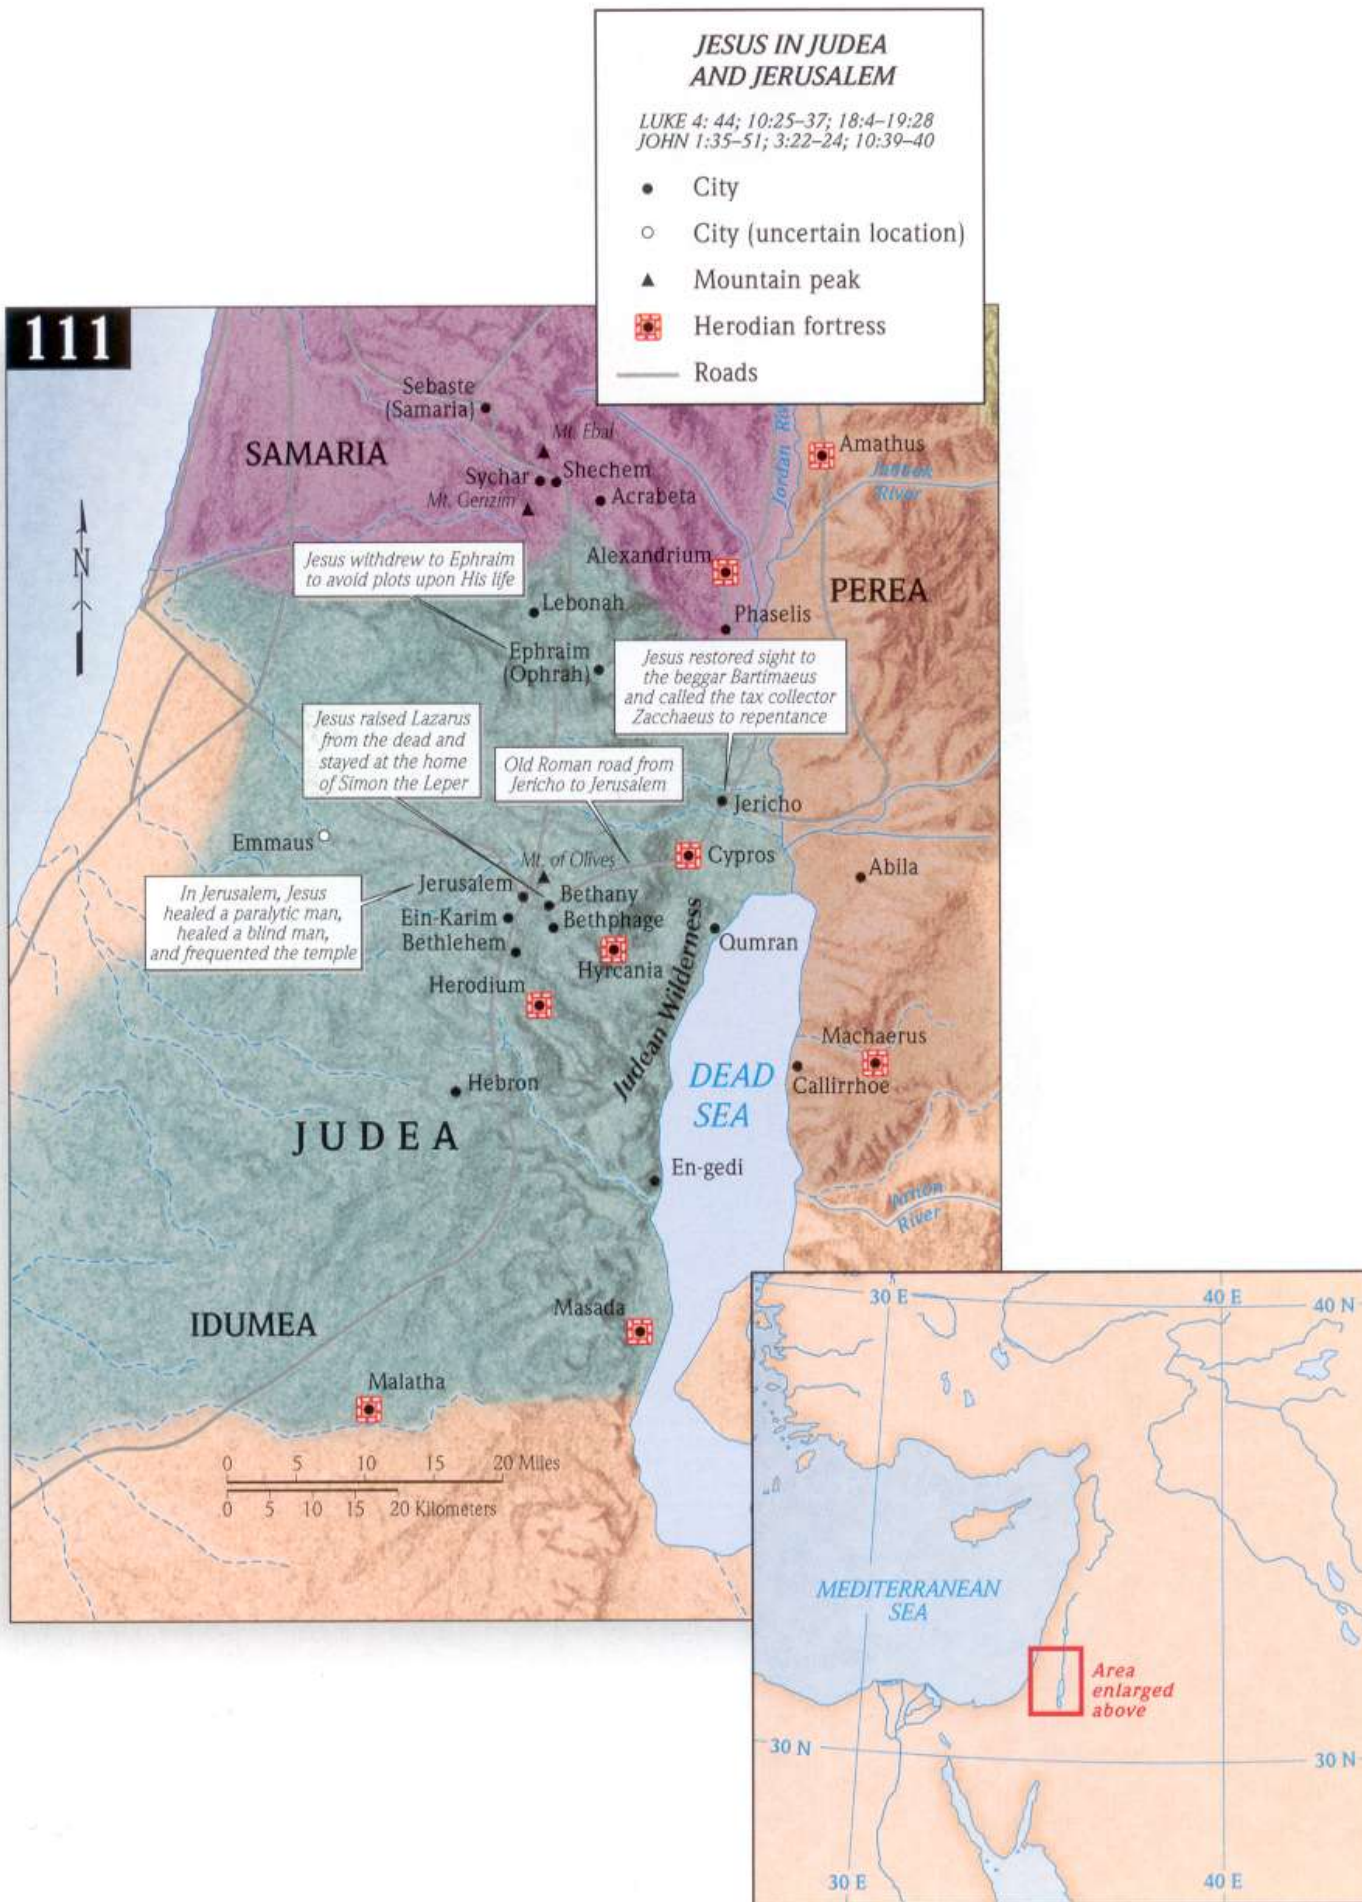 JESUS IN JUDEA
AND JERUSALEM
LUKE 4: 44; 10:25–37; 18:4–19:28
JOHN 1:35–51; 3:22–24; 10:39–40
City
City (uncertain location)
Mountain peak
Herodian fortress
Roads
111
Sebaste
(Samaria)
SAMARIA
Mt. Ebal
Sychar
Shechem
Mt. Gerizim
Acrabeta
Jordan Riv
Amathus
Jabbok
River
N
Jesus withdrew to Ephraim
to avoid plots upon His life
Alexandrium
PEREA
Lebonah
Phaselis
Ephraim
(Ophrah)
Jesus restored sight to
the beggar Bartimaeus
and called the tax collector
Zacchaeus to repentance
Jesus raised Lazarus
from the dead and
stayed at the home
of Simon the Leper
Old Roman road from
Jericho to Jerusalem
Jericho
Emmaus
Mt. of Olives
Cypros
Abila
In Jerusalem, Jesus
healed a paralytic man,
healed a blind man,
and frequented the temple
Jerusalem
Bethany
Ein-Karim
Bethphage
Bethlehem
Qumran
Hyrcania
Herodium
Judean Wilderness
Machaerus
DEAD
SEA
Callirrhoe
Hebron
JUDEA
En-gedi
Arnon
River
IDUMEA
Masada
Malatha
0 5 10 15 20 Miles
0 5 10 15 20 Kilometers
30 E
40 E
40 N
MEDITERRANEAN
SEA
Area
enlarged
above
30 N
30 N
30 E
40 E